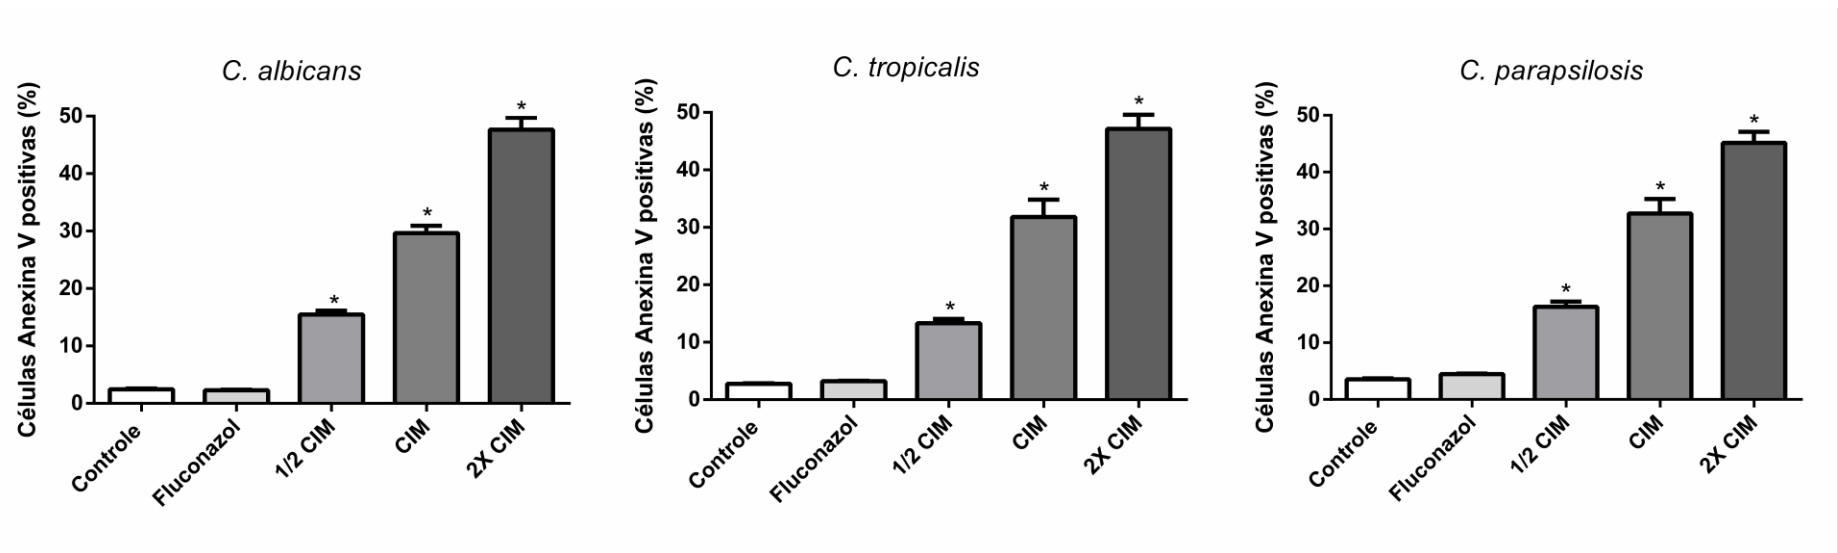 C. albicans
Células Anexina V positivas (%)
50
*
40
30
*
20
*
10
0
Controle
Fluconazol
1/2 CIM
CIM
2X CIM
C. tropicalis
Células Anexina V positivas (%)
50
*
40
30
*
20
*
10
0
Controle
Fluconazol
1/2 CIM
CIM
2X CIM
C. parapsilosis
Células Anexina V positivas (%)
50
*
40
30
*
20
*
10
0
Controle
Fluconazol
1/2 CIM
CIM
2X CIM